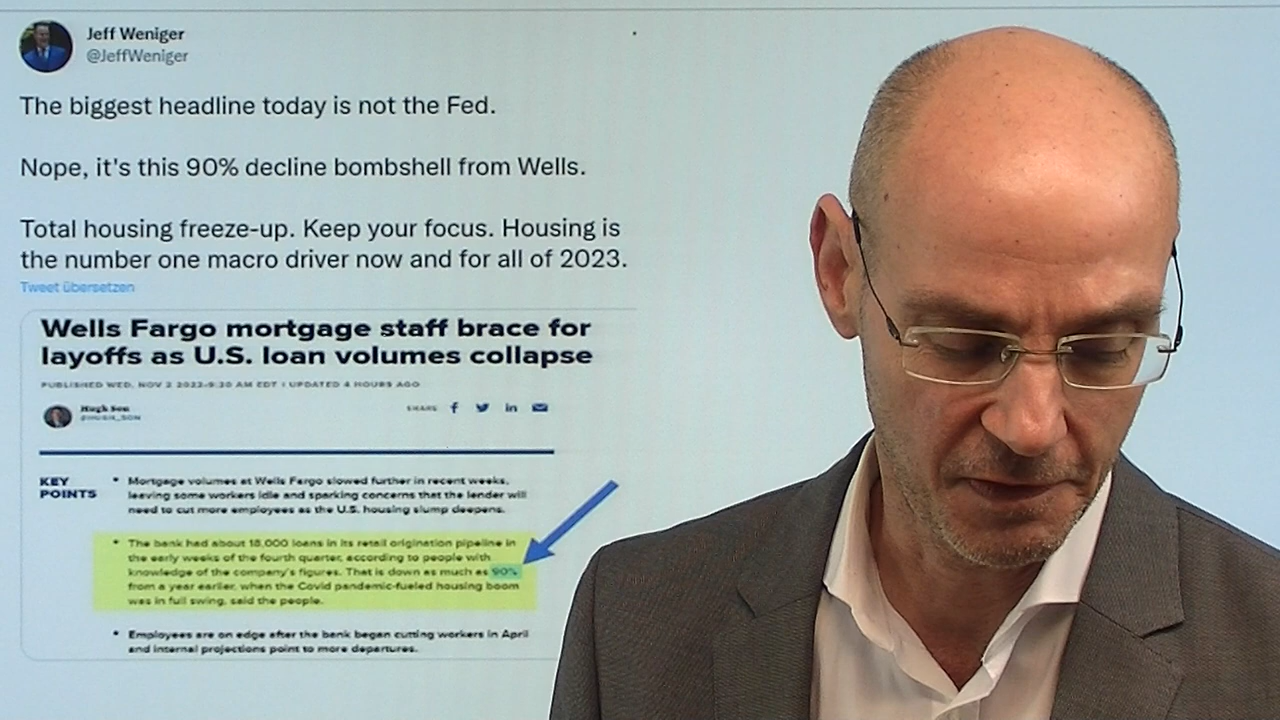 Jeff Weniger
@JeffWeniger
The biggest headline today is not the Fed.
Nope, it's this 90% decline bombshell from Wells.
Total housing freeze-up. Keep your focus. Housing is
the number one macro driver now and for all of 2023.
Tweet übersetzen
Wells Fargo mortgage staff brace for
layoffs as U.S. loan volumes collapse
PUBLISHED WED, NOV 2 2022·9:20 AM EDT | UPDATED 4 HOURS AGO
Hugh Son
@HUGH_SON
SHARE
KEY
POINTS
• Mortgage volumes at Wells Fargo slowed further in recent weeks,
leaving some workers idle and sparking concerns that the lender will
need to cut more employees as the U.S. housing slump deepens.
• The bank had about 18,000 loans in its retail origination pipeline in
the early weeks of the fourth quarter, according to people with
knowledge of the company's figures. That is down as much as 90%
from a year earlier, when the Covid pandemic-fueled housing boom
was in full swing, said the people.
• Employees are on edge after the bank began cutting workers in April
and internal projections point to more departures.